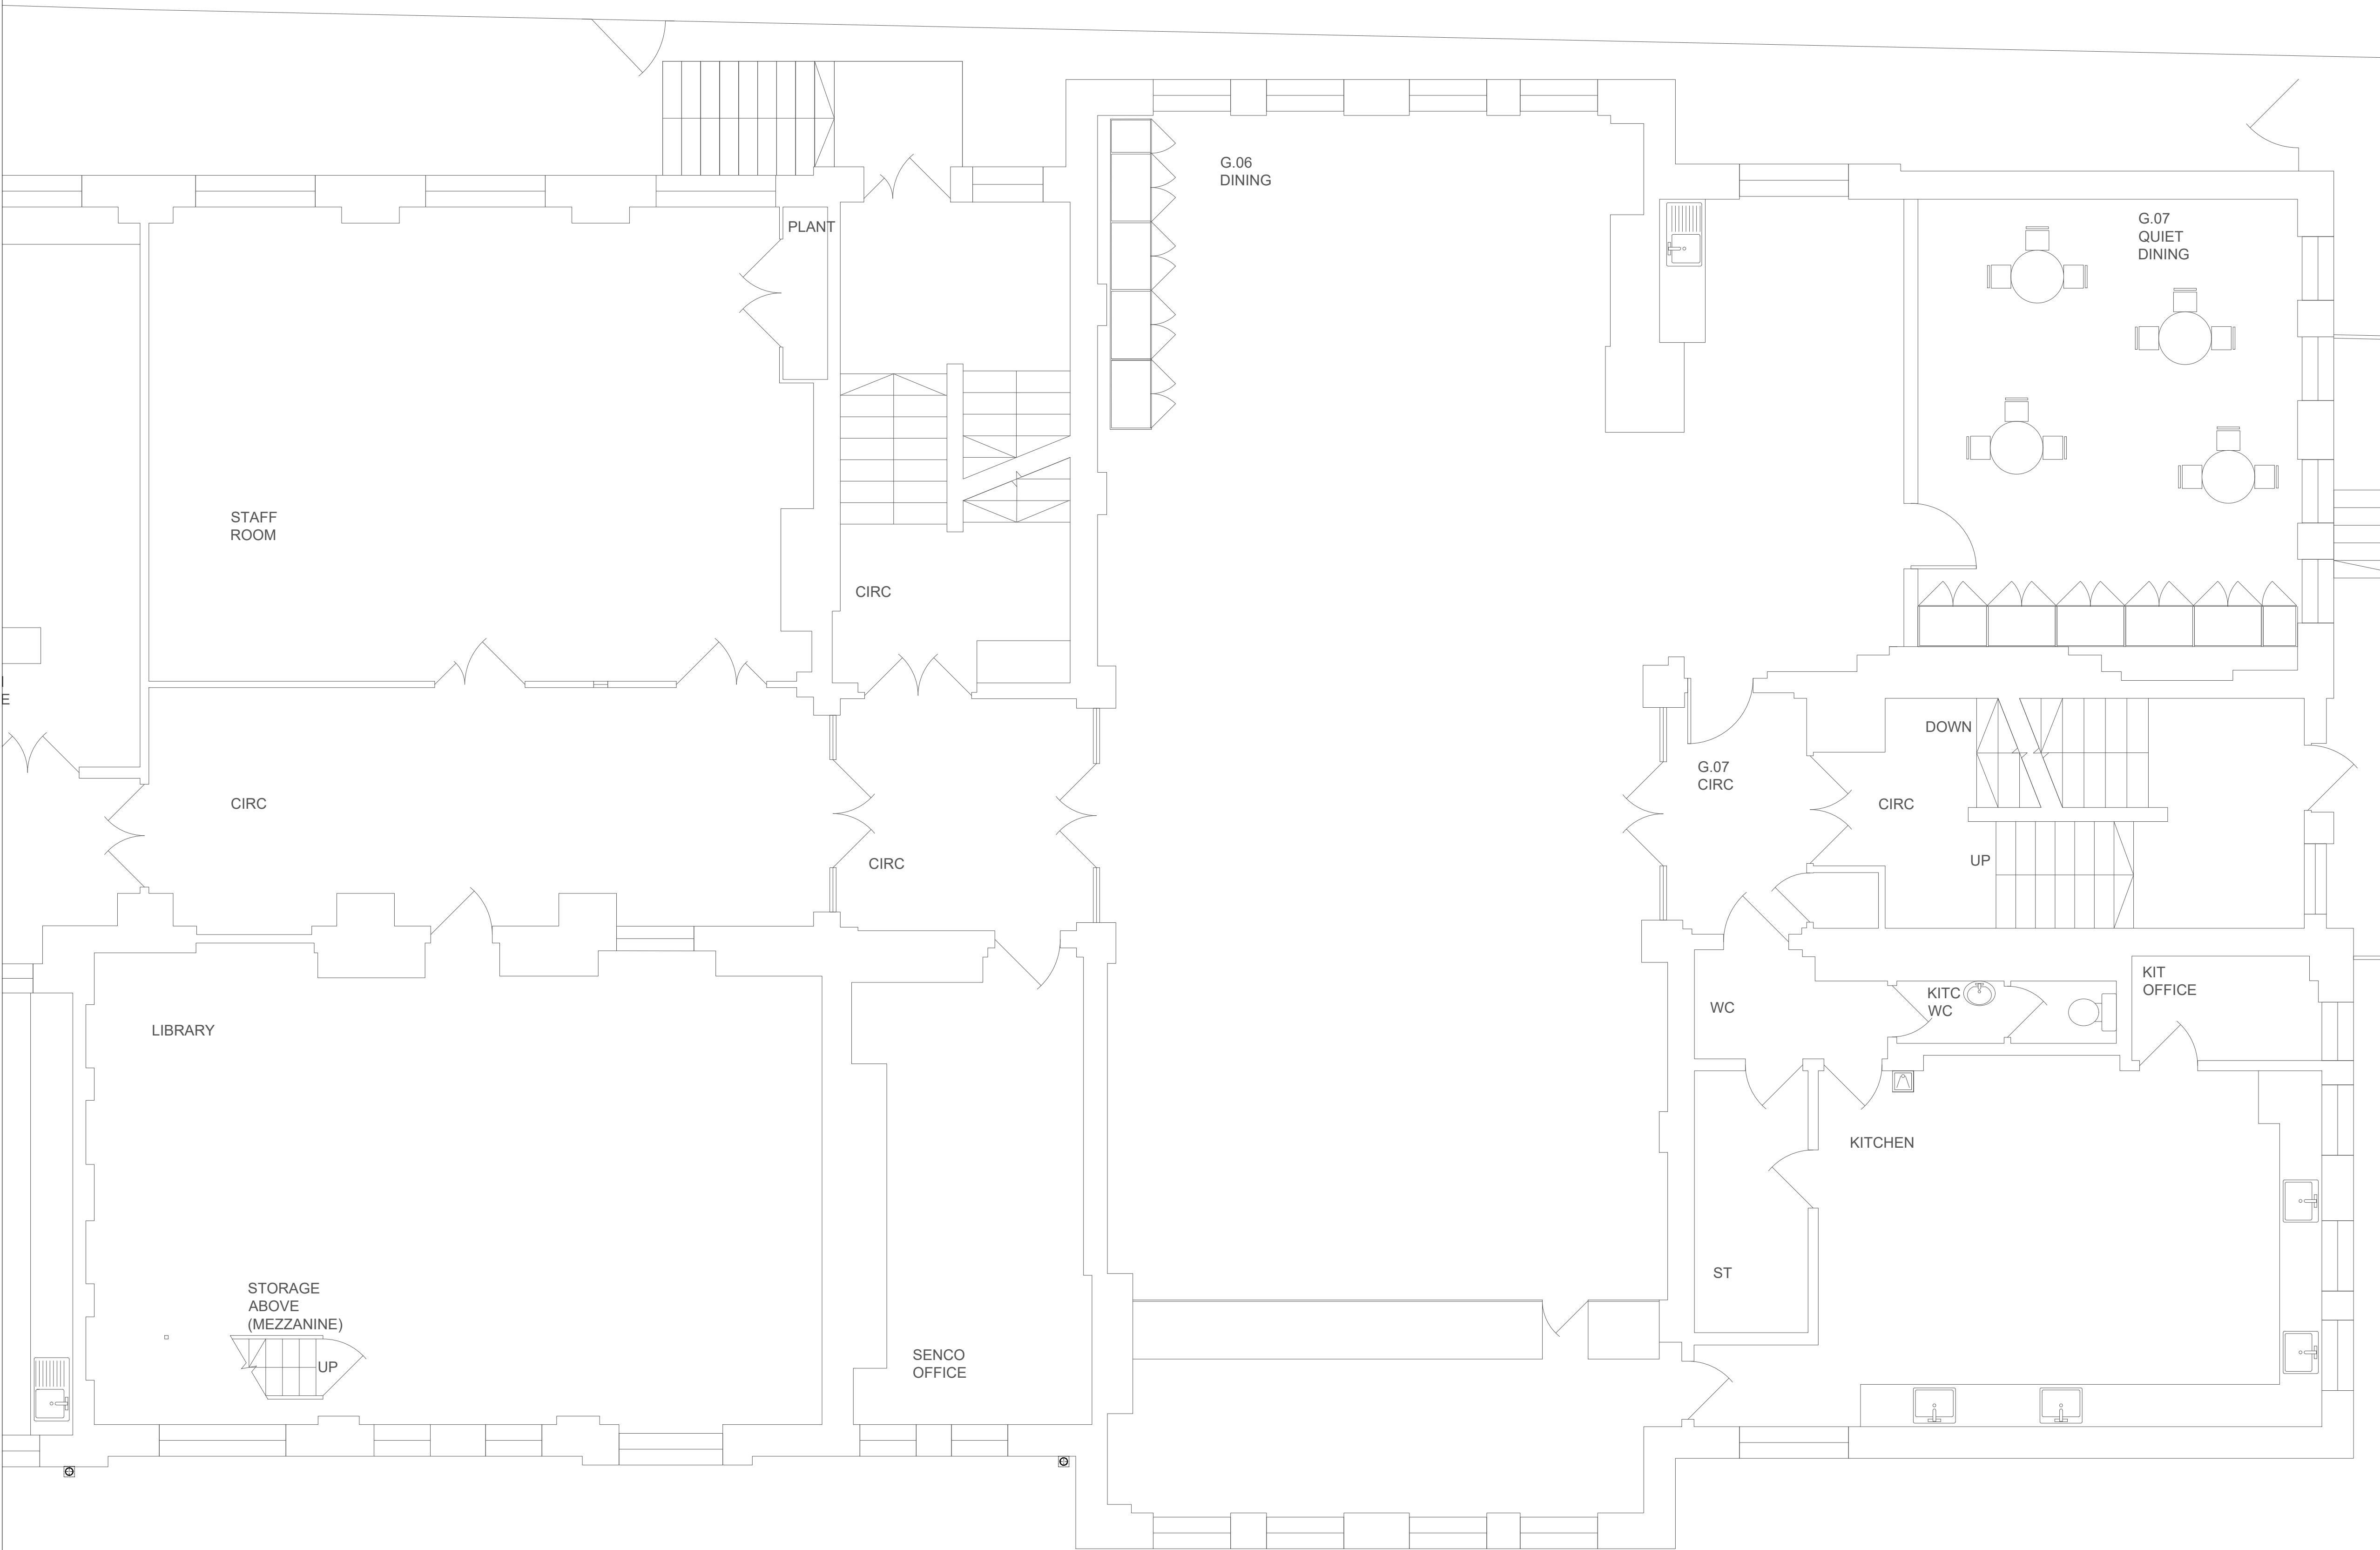 G.06
DINING
G.07
QUIET
DINING
PLANT
STAFF
ROOM
CIRC
E
DOWN
G.07
CIRC
CIRC
CIRC
CIRC
UP
KIT
OFFICE
KITC
WC
WC
LIBRARY
KITCHEN
ST
STORAGE
ABOVE
(MEZZANINE)
UP
SENCO
OFFICE